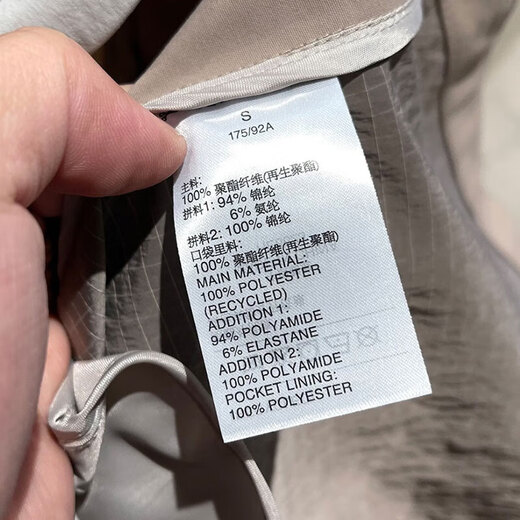 S
175/92A
主料:
100% 聚酯纤维(再生聚酯)
拼料1: 94% 锦纶
6% 氨纶
拼料2: 100% 锦纶
口袋里料:
100% 聚酯纤维(再生聚酯)
MAIN MATERIAL:
100% POLYESTER
(RECYCLED)
ADDITION 1:
94% POLYAMIDE
6% ELASTANE
ADDITION 2:
100% POLYAMIDE
POCKET LINING:
100% POLYESTER